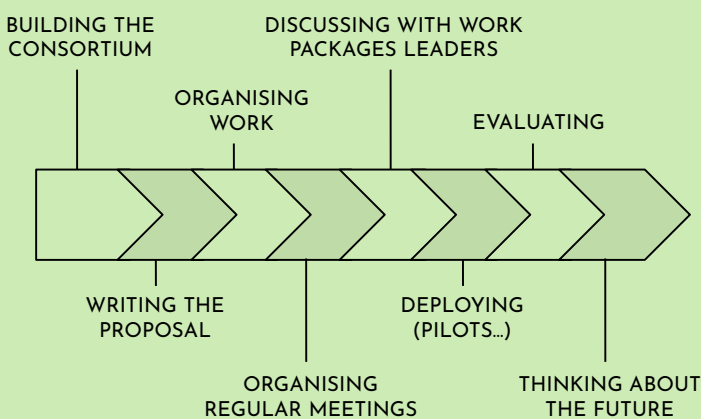 BUILDING THE
CONSORTIUM
DISCUSSING WITH WORK
PACKAGES LEADERS
ORGANISING
WORK
EVALUATING
WRITING THE
PROPOSAL
DEPLOYING
(PILOTS...)
ORGANISING
REGULAR MEETINGS
THINKING ABOUT
THE FUTURE